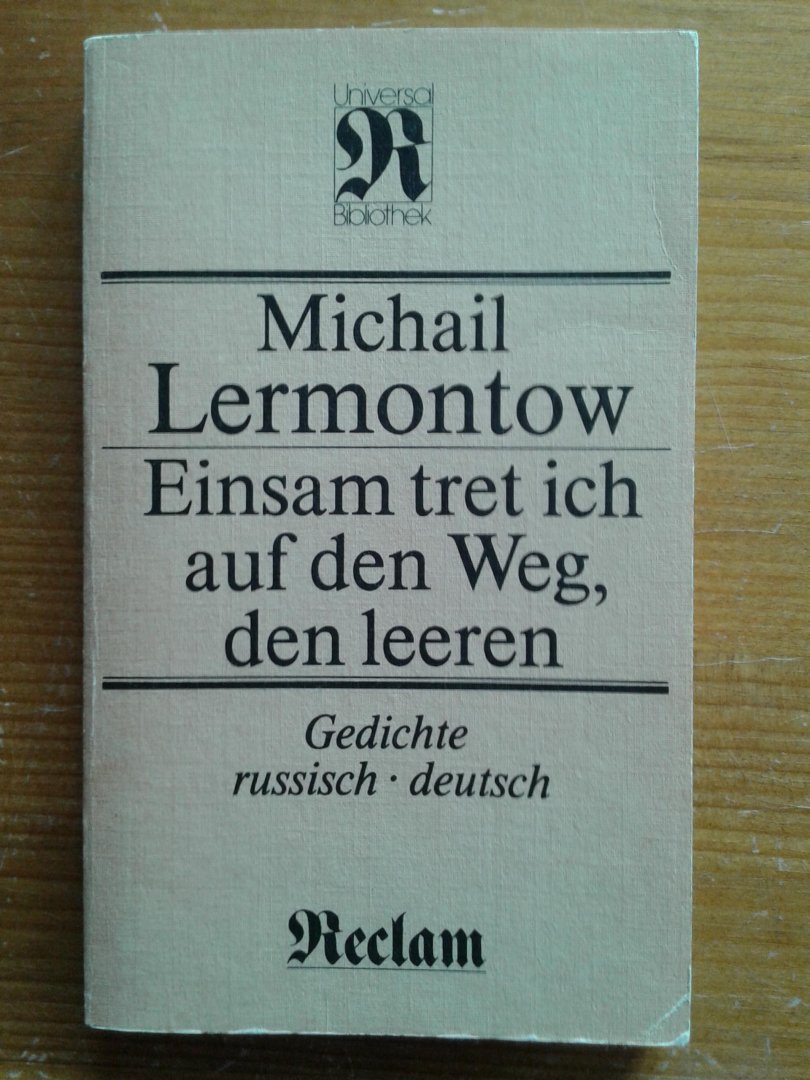 Universal
R
Bibliothek
Michail
Lermontow
Einsam tret ich
auf den Weg,
den leeren
Gedichte
russisch · deutsch
Reclam